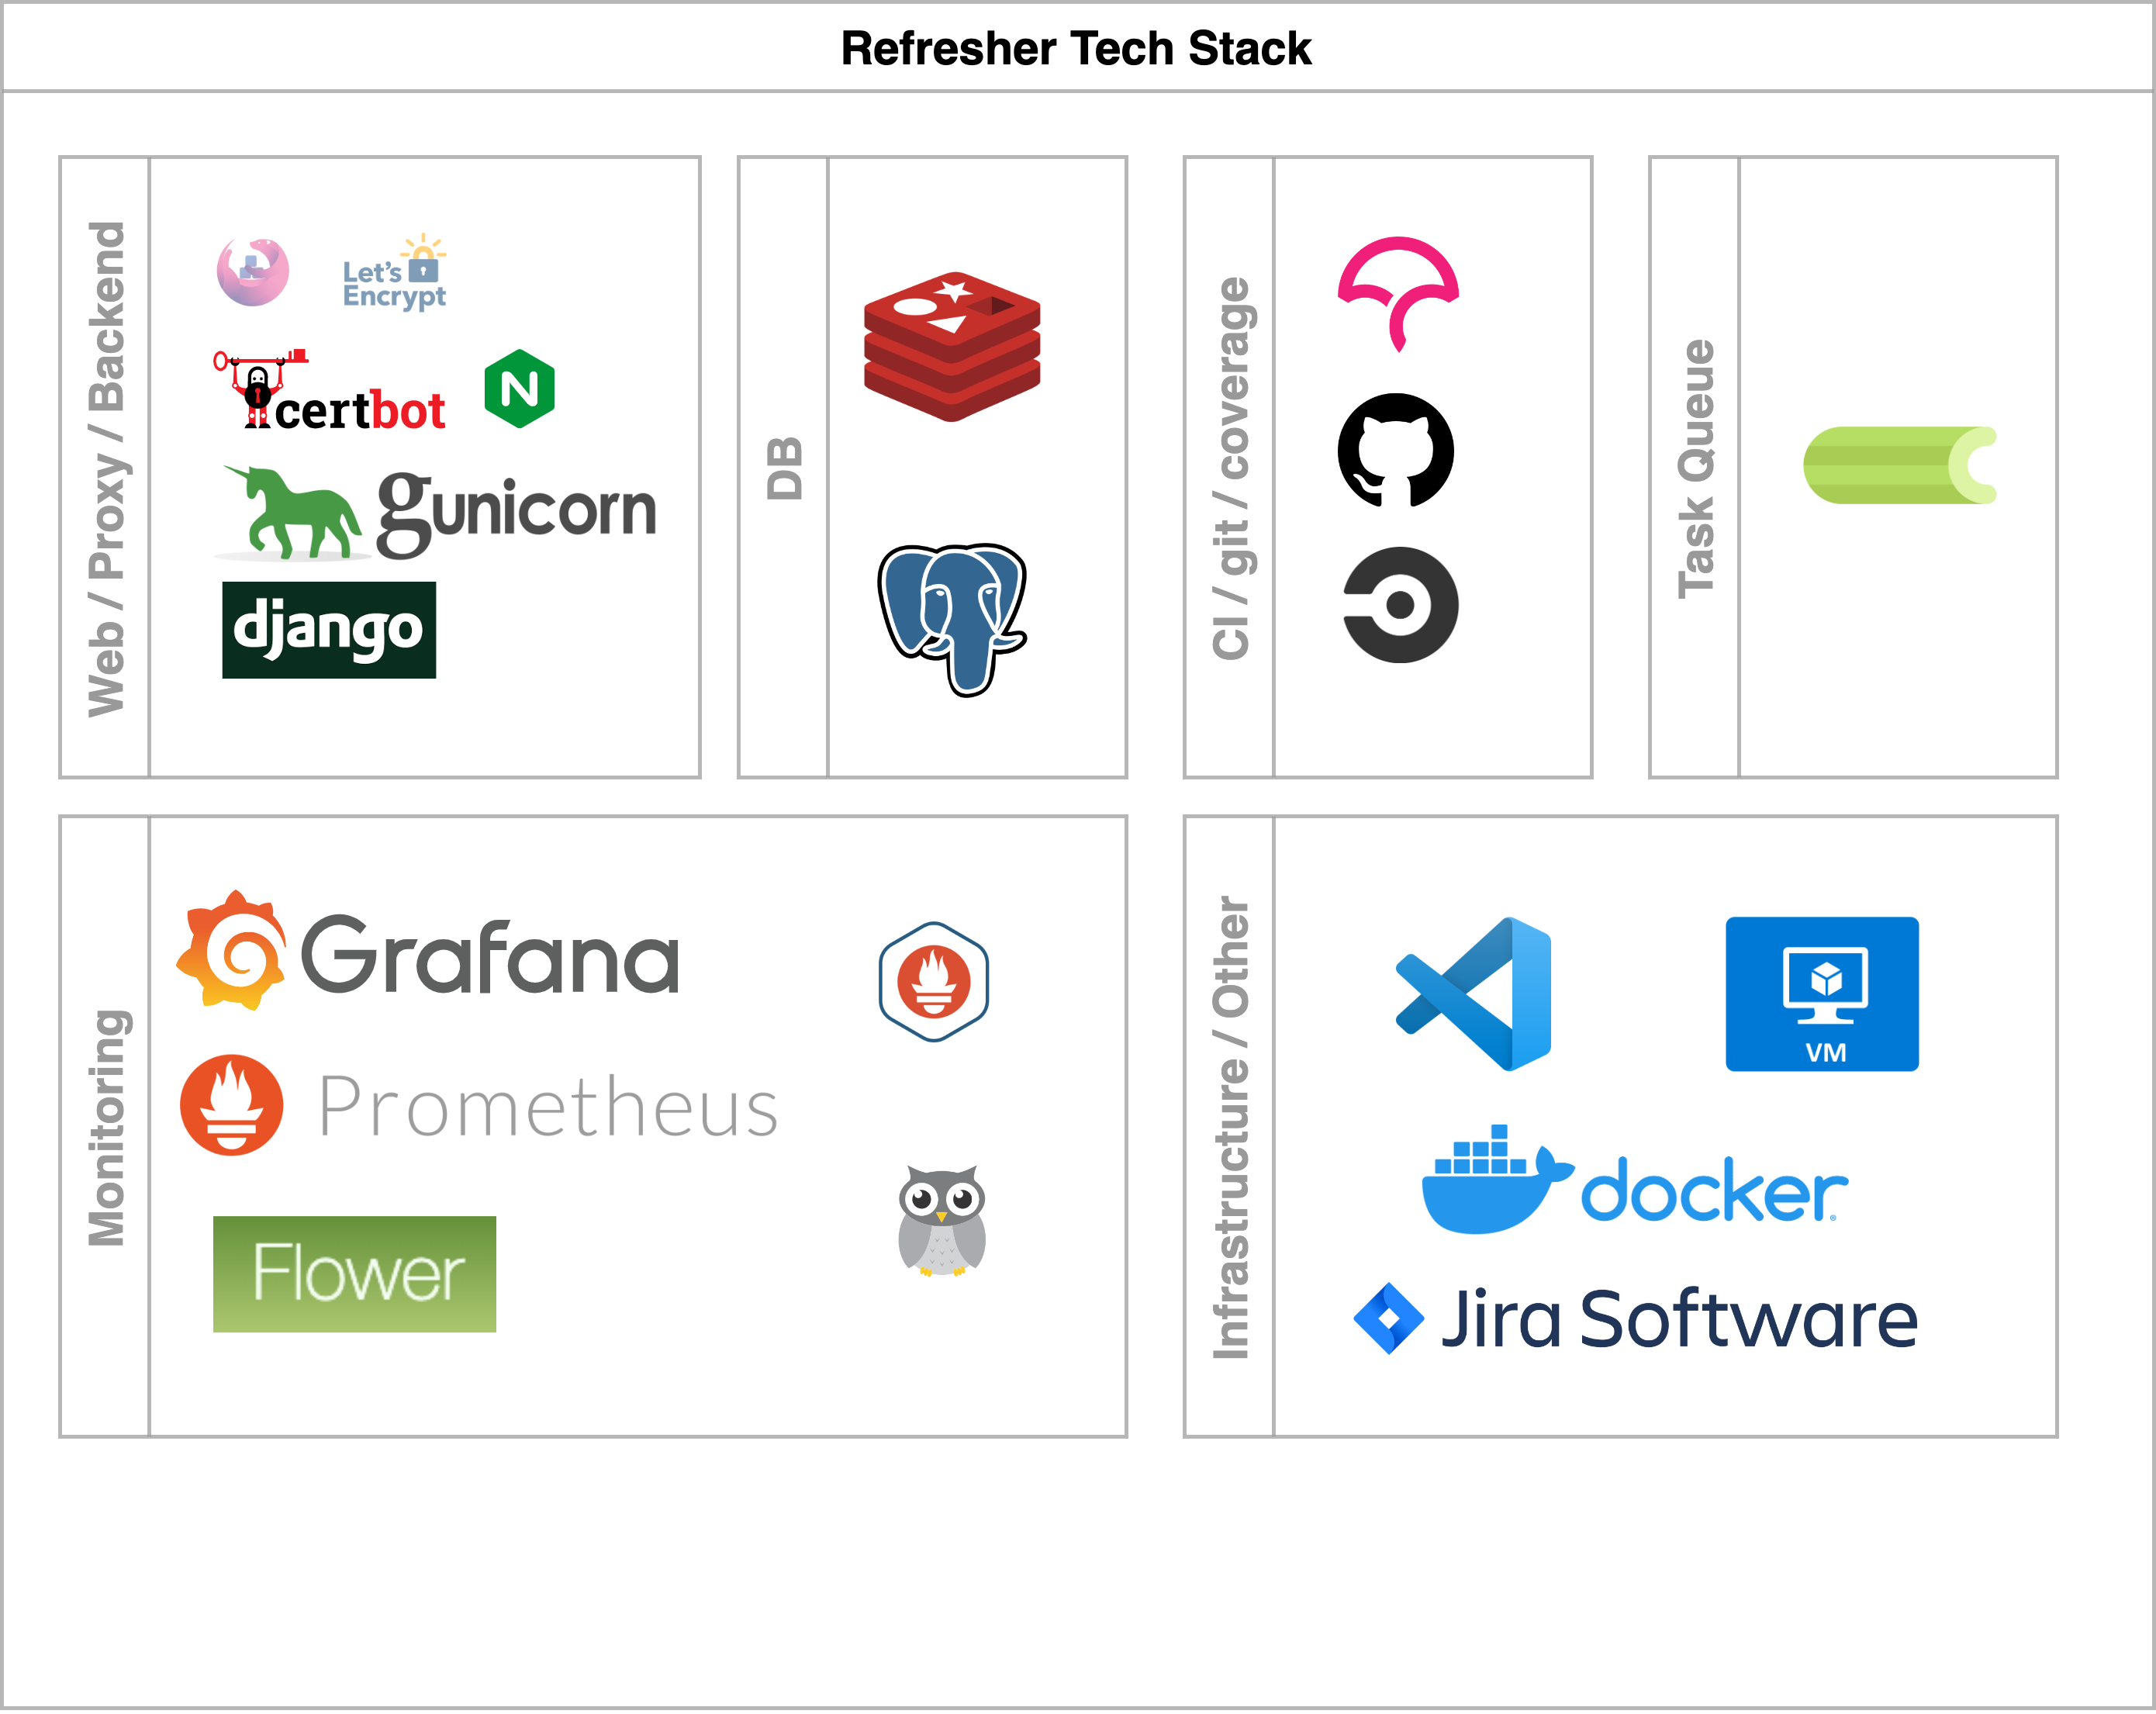 Refresher Tech Stack
Web / Proxy / Backend
Let's
Encrypt
certbot
N
gunicorn
django
DB
CI / git / coverage
Task Queue
Monitoring
Grafana
Prometheus
Flower
Infrastructure / Other
VM
docker
Jira Software